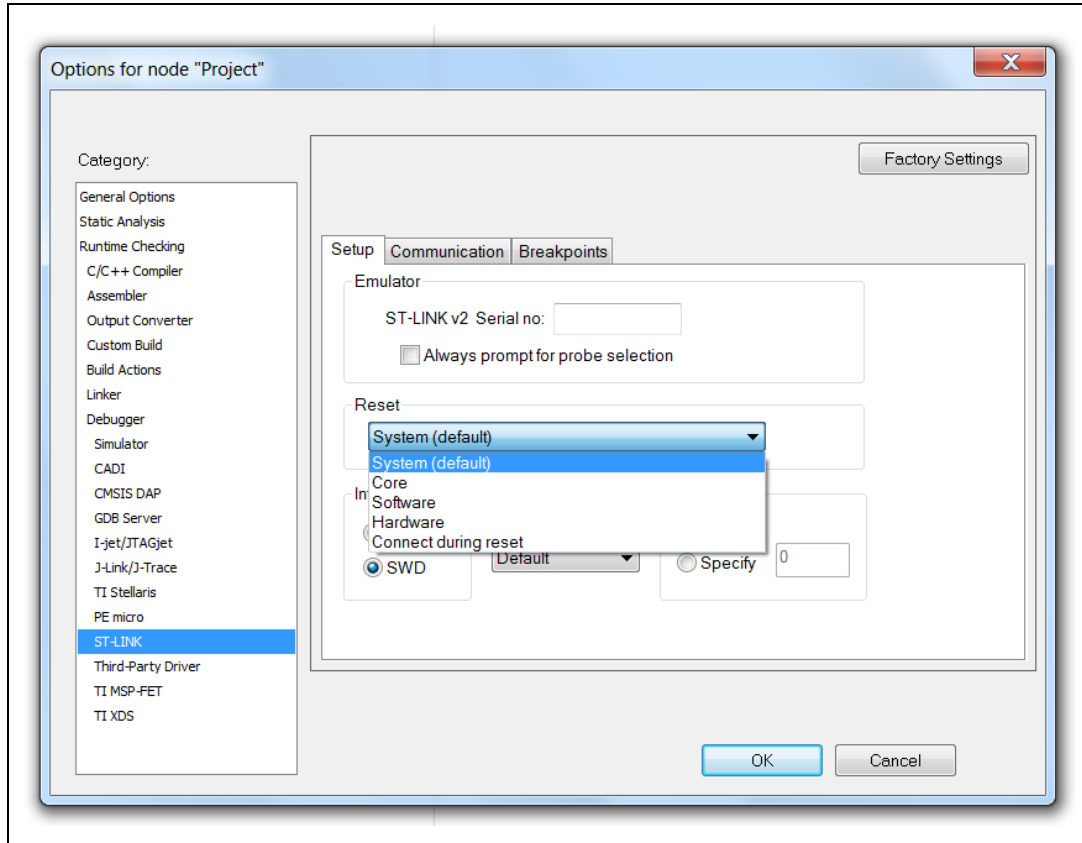 Options for node "Project"
X
Category:
Factory Settings
General Options
Static Analysis
Runtime Checking
C/C++ Compiler
Assembler
Output Converter
Custom Build
Build Actions
Linker
Debugger
Simulator
CADI
CMSIS DAP
GDB Server
I-jet/JTAGjet
J-Link/J-Trace
TI Stellaris
PE micro
ST-LINK
Third-Party Driver
TI MSP-FET
TI XDS
Setup Communication Breakpoints
Emulator
ST-LINK v2 Serial no:
Always prompt for probe selection
Reset
System (default)
System (default)
Core
Software
Hardware
Connect during reset
SWD
Default
Specify 0
OK Cancel